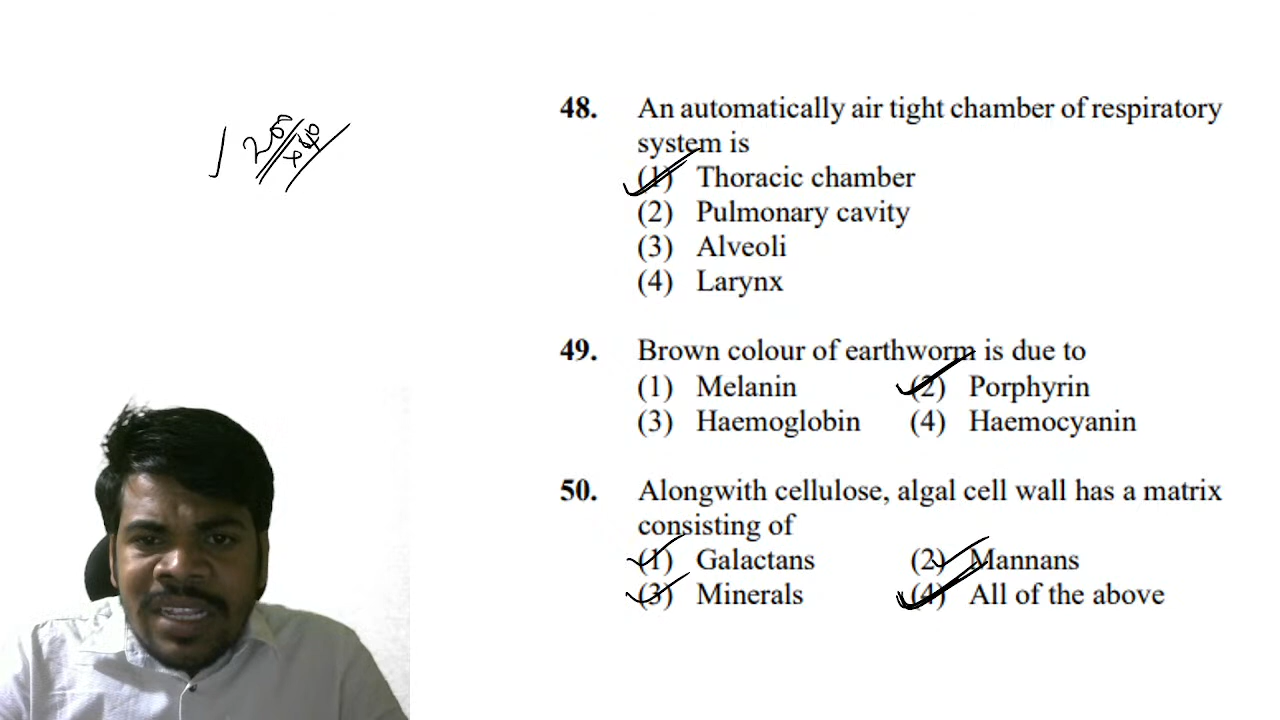 48. An automatically air tight chamber of respiratory
system is
(1) Thoracic chamber
(2) Pulmonary cavity
(3) Alveoli
(4) Larynx
49. Brown colour of earthworm is due to
(1) Melanin (2) Porphyrin
(3) Haemoglobin (4) Haemocyanin
50. Alongwith cellulose, algal cell wall has a matrix
consisting of
(1) Galactans (2) Mannans
(3) Minerals (4) All of the above